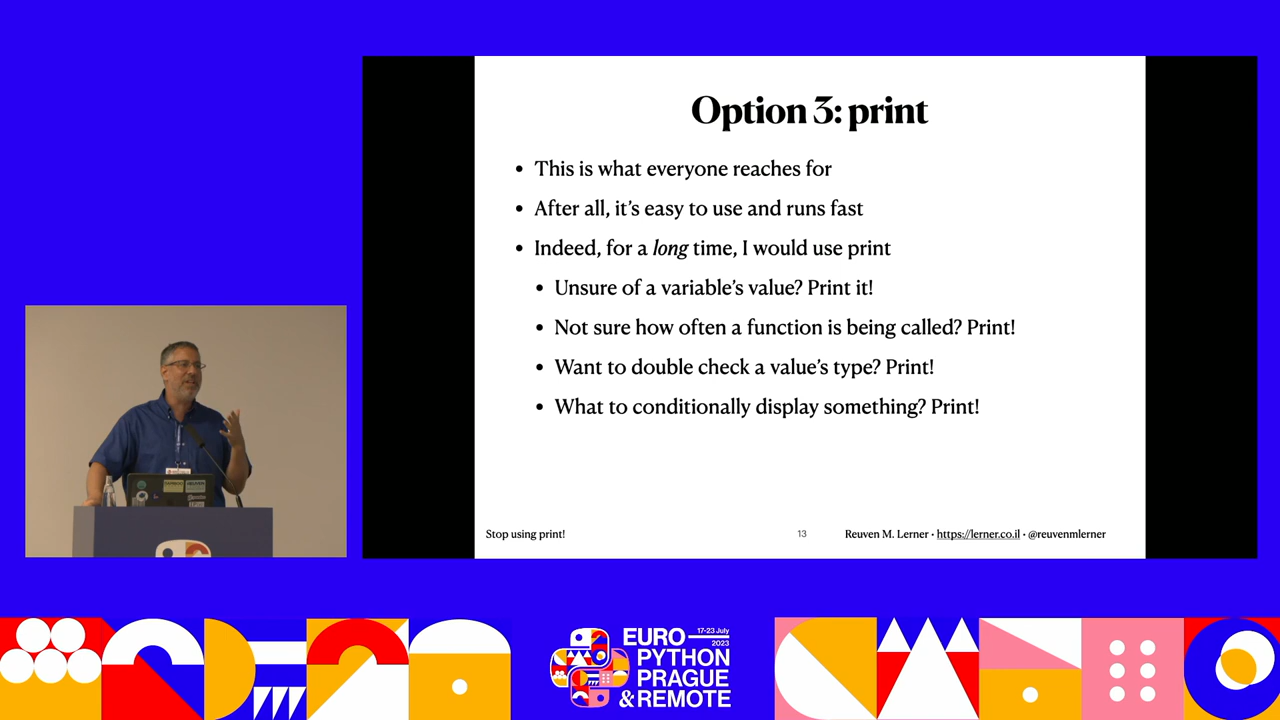 Option 3: print
• This is what everyone reaches for
• After all, it's easy to use and runs fast
• Indeed, for a long time, I would use print
• Unsure of a variable's value? Print it!
• Not sure how often a function is being called? Print!
• Want to double check a value's type? Print!
• What to conditionally display something? Print!
Stop using print!
13
Reuven M. Lerner • https://lerner.co.il • @reuvenmlerner
EURO
17-23 July
2023
PYTHON
PRAGUE
& REMOTE